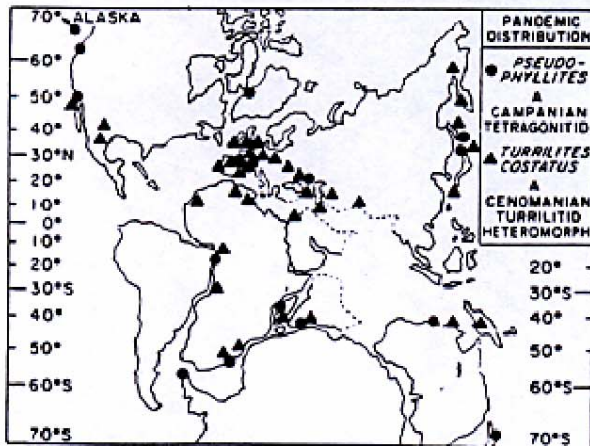 70°
ALASKA
60°
50°
40°
30°N
20°
10°
0°
10°
20°
30°S
40°
50°
60°S
70°S
PANDEMIC
DISTRIBUTION
PSEUDO-
PHYLLITES
CAMPANIAN
TETRAGONITID
TURRILITES
COSTATUS
CENOMANIAN
TURRILITID
HETEROMORPH
20°
30°S
40°
50°
60°S
70°S